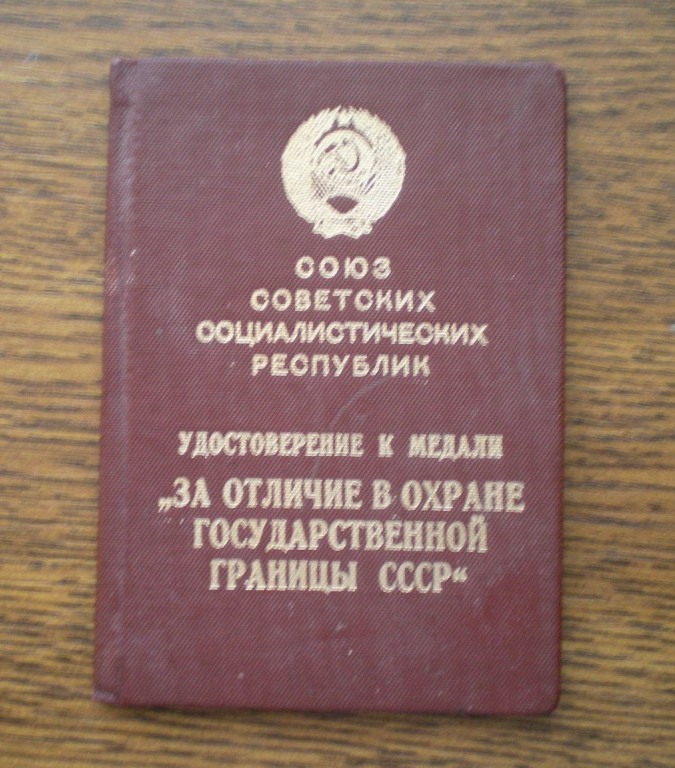 СОЮЗ
СОВЕТСКИХ
СОЦИАЛИСТИЧЕСКИХ
РЕСПУБЛИК
УДОСТОВЕРЕНИЕ К МЕДАЛИ
„ЗА ОТЛИЧИЕ В ОХРАНЕ
ГОСУДАРСТВЕННОЙ
ГРАНИЦЫ СССР“